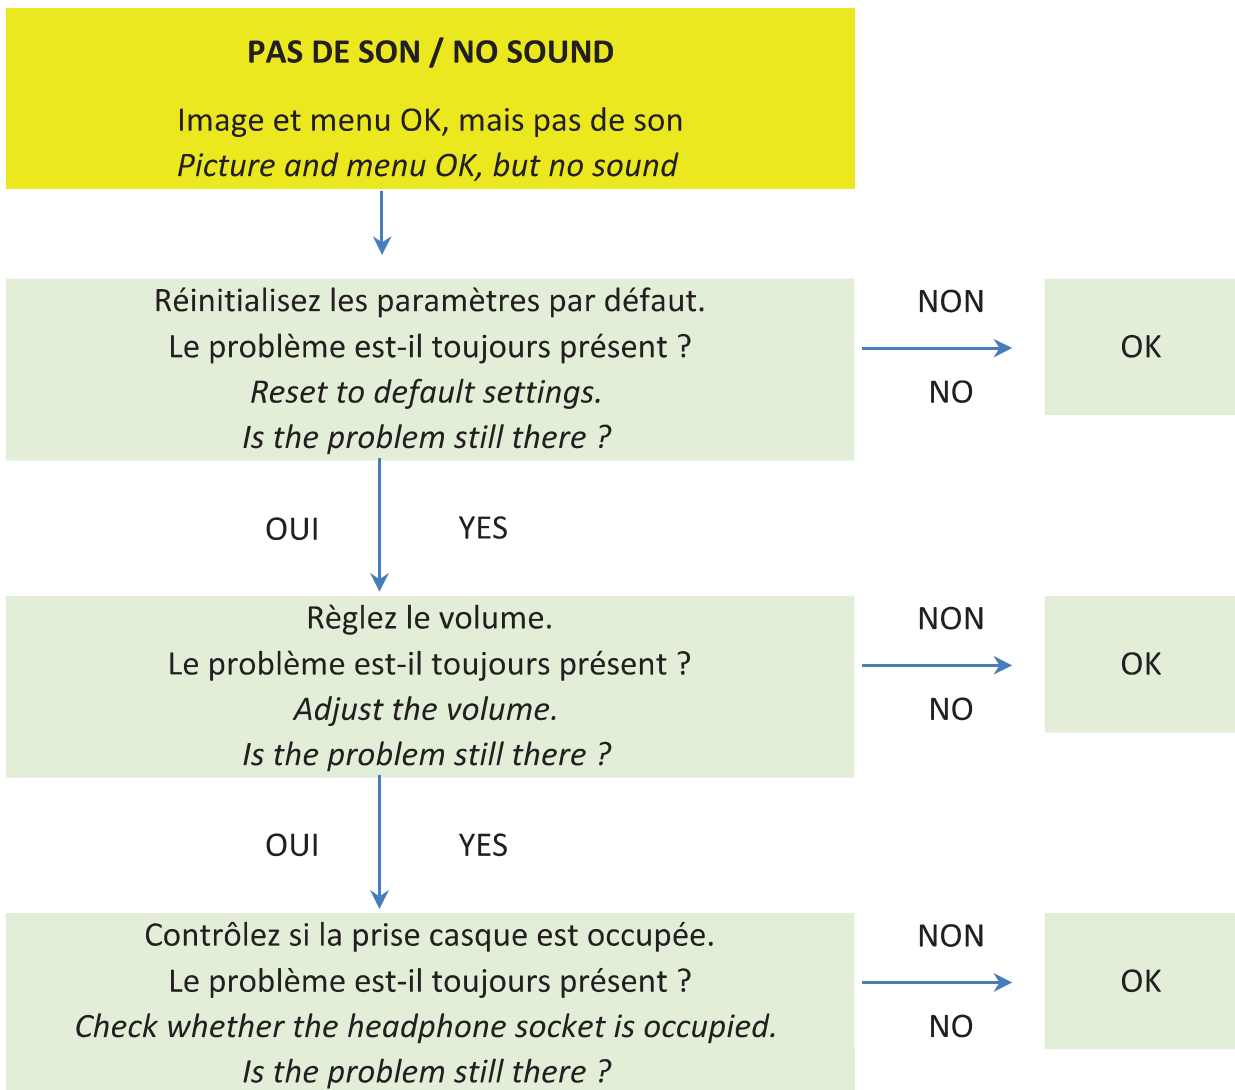 PAS DE SON / NO SOUND
Image et menu OK, mais pas de son
Picture and menu OK, but no sound
Réinitialisez les paramètres par défaut.
Le problème est-il toujours présent ?
Reset to default settings.
Is the problem still there ?
NON
NO
OK
OUI YES
Règlez le volume.
Le problème est-il toujours présent ?
Adjust the volume.
Is the problem still there ?
NON
NO
OK
OUI YES
Contrôlez si la prise casque est occupée.
Le problème est-il toujours présent ?
Check whether the headphone socket is occupied.
Is the problem still there ?
NON
NO
OK